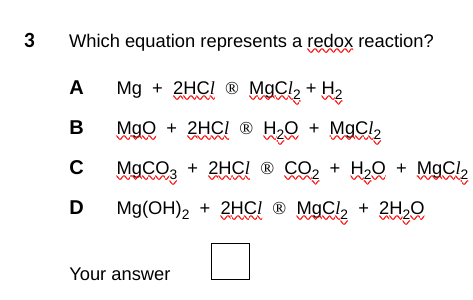 3 Which equation represents a redox reaction?
A Mg + 2HCl ® MgCl₂ + H₂
B MgO + 2HCl ® H₂O + MgCl₂
C MgCO₃ + 2HCl ® CO₂ + H₂O + MgCl₂
D Mg(OH)₂ + 2HCl ® MgCl₂ + 2H₂O
Your answer